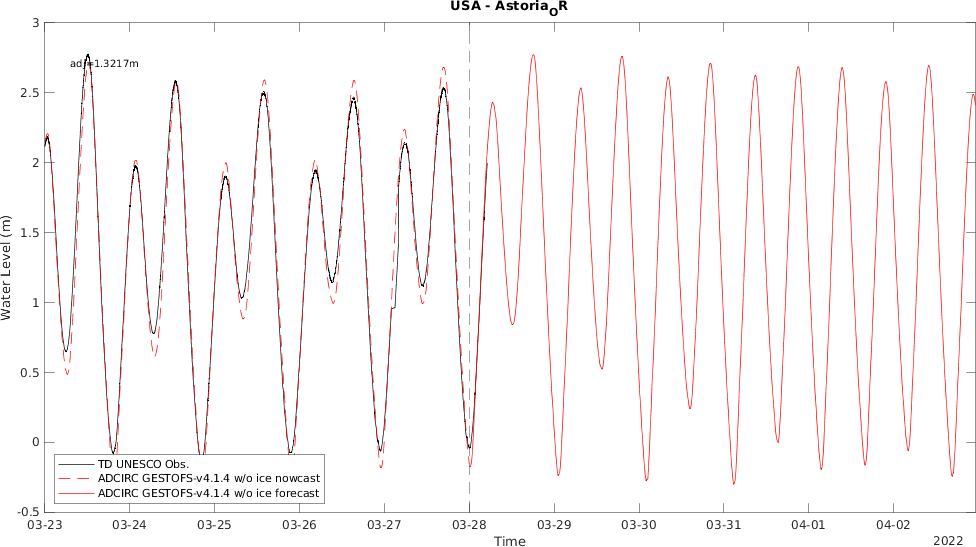 USA - AstoriaOR
3
adj=1.3217m
2.5
2
1.5
1
0.5
0
-0.5
Water Level (m)
TD UNESCO Obs.
ADCIRC GESTOFS-v4.1.4 w/o ice nowcast
ADCIRC GESTOFS-v4.1.4 w/o ice forecast
03-23 03-24 03-25 03-26 03-27 03-28 03-29 03-30 03-31 04-01 04-02
Time
2022